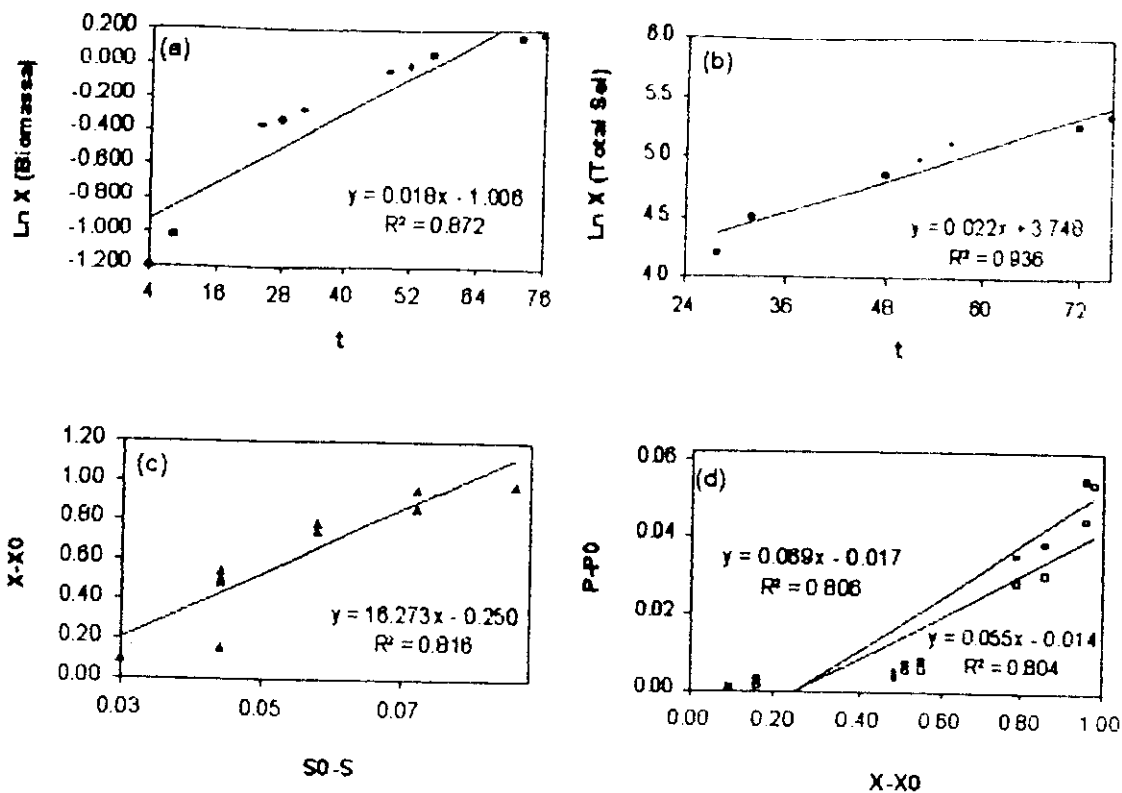 (a)
0.200
0.000
-0.200
-0.400
-0.600
-0.800
-1.000
-1.200
Ln X (Biomassa)
y = 0.018x - 1.006
R² = 0.872
4 16 28 40 52 64 76
t
(b)
6.0
5.5
5.0
4.5
4.0
Ln X (Total Sel)
y = 0.022x + 3.748
R² = 0.936
24 36 48 60 72
t
(c)
1.20
1.00
0.80
0.60
0.40
0.20
0.00
X-X0
y = 16.273x - 0.250
R² = 0.816
0.03 0.05 0.07
S0-S
(d)
0.06
0.04
0.02
0.00
P-P0
y = 0.069x - 0.017
R² = 0.806
y = 0.055x - 0.014
R² = 0.804
0.00 0.20 0.40 0.60 0.80 1.00
X-X0